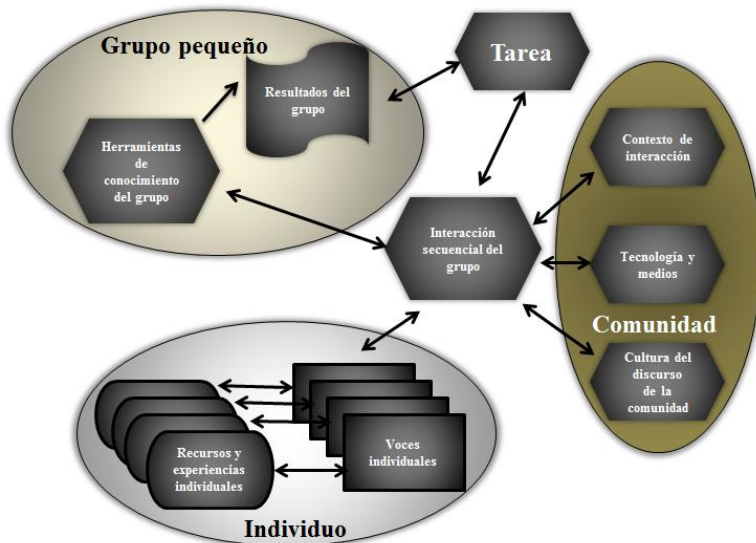 Grupo pequeño
Resultados del
grupo
Herramientas
de
conocimiento
del grupo
Tarea
Interacción
secuencial del
grupo
Contexto de
interacción
Tecnología y
medios
Comunidad
Cultura del
discurso
de la
comunidad
Recursos y
experiencias
individuales
Voces
individuales
Individuo